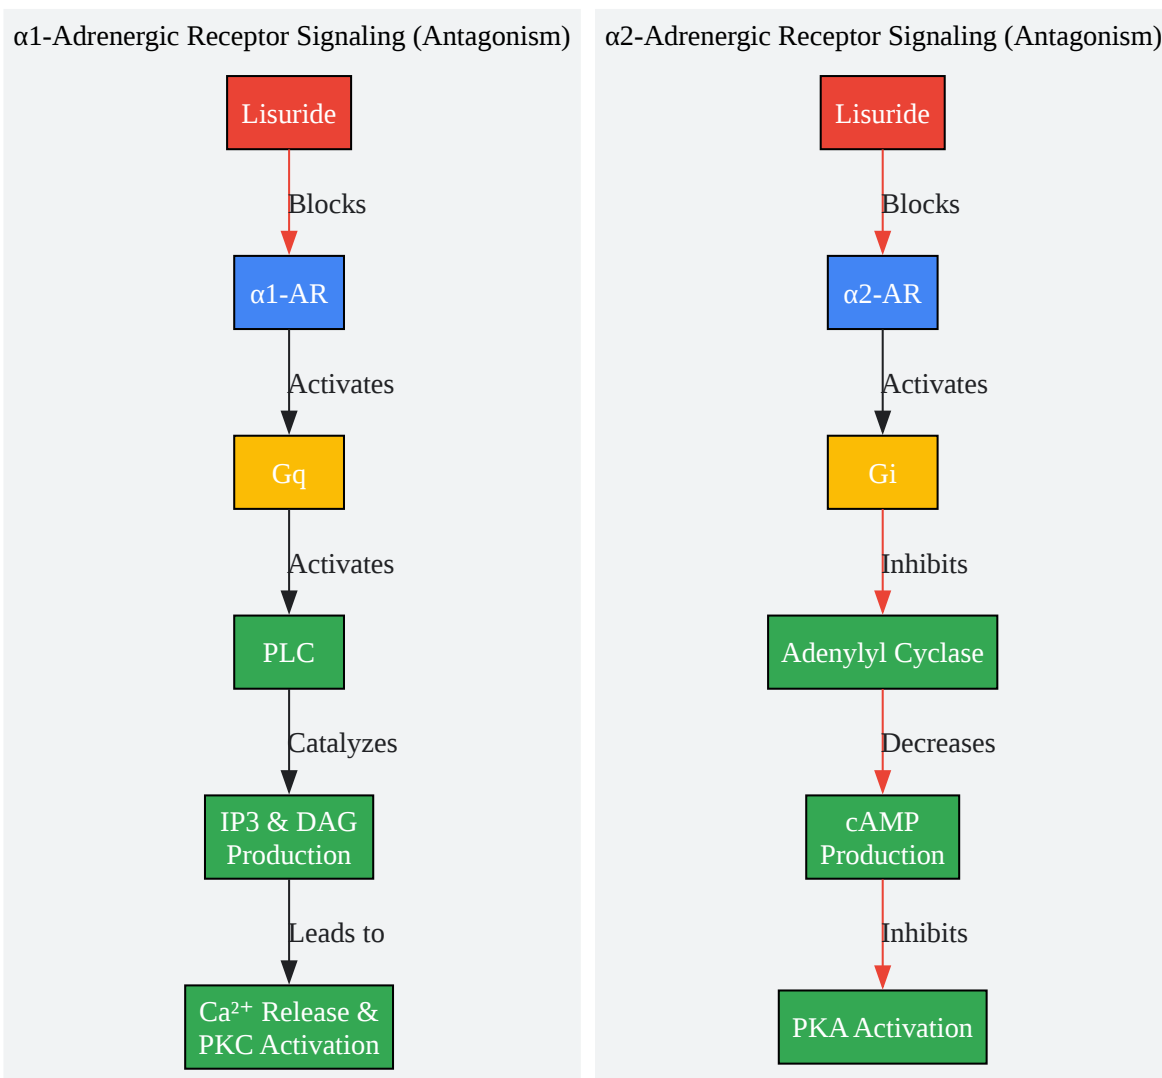 α1-Adrenergic Receptor Signaling (Antagonism)
Lisuride
Blocks
α1-AR
Activates
Gq
Activates
PLC
Catalyzes
IP3 & DAG
Production
Leads to
Ca²⁺ Release &
PKC Activation
α2-Adrenergic Receptor Signaling (Antagonism)
Lisuride
Blocks
α2-AR
Activates
Gi
Inhibits
Adenylyl Cyclase
Decreases
cAMP
Production
Inhibits
PKA Activation